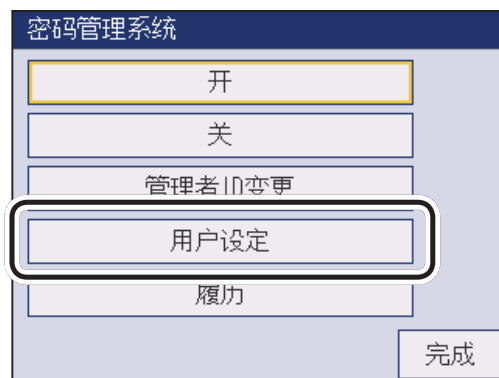 密码管理系统
开
关
管理者ID变更
用户设定
履历
完成